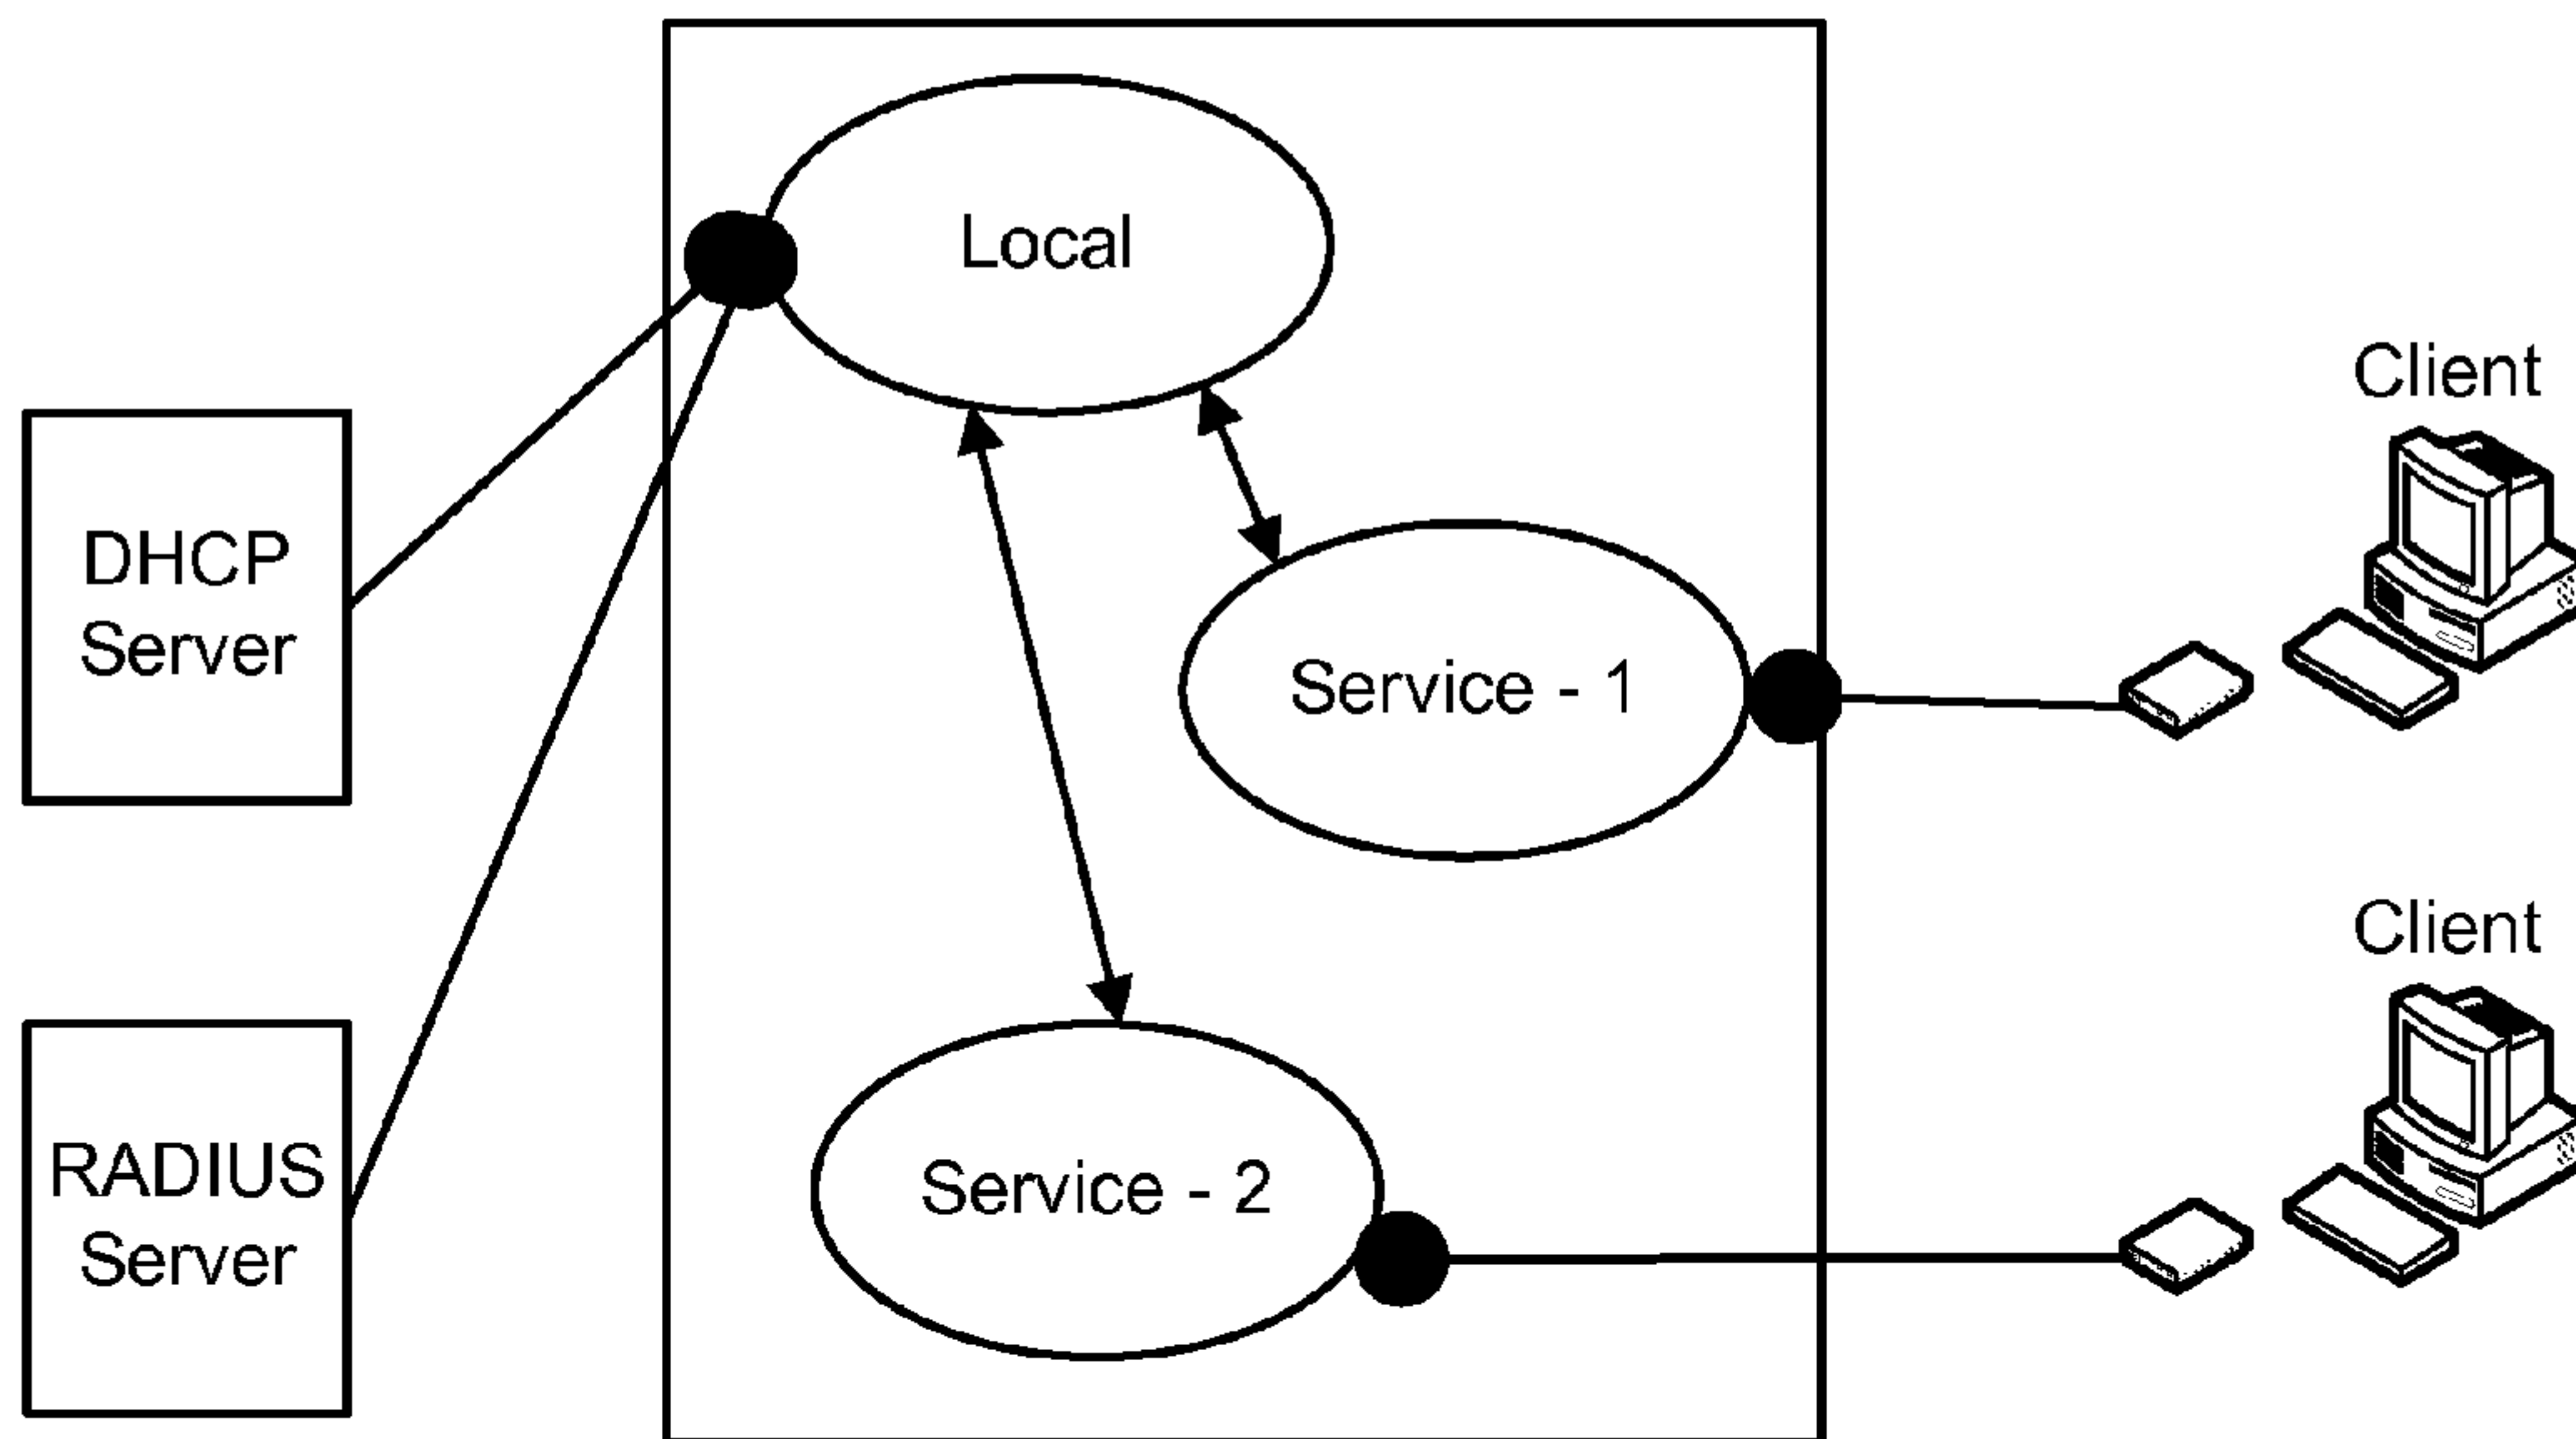 Local
Client
DHCP
Server
Service - 1
Client
RADIUS
Server
Service - 2